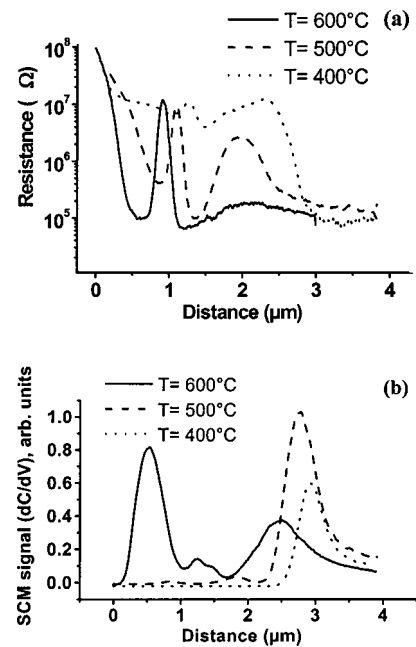 T= 600°C (a)
T= 500°C
T= 400°C
10⁸
10⁷
10⁶
10⁵
Resistance ( Ω)
0 1 2 3 4
Distance (µm)
T= 600°C (b)
T= 500°C
T= 400°C
1.0
0.8
0.6
0.4
0.2
0.0
SCM signal (dC/dV), arb. units
0 1 2 3 4
Distance (µm)